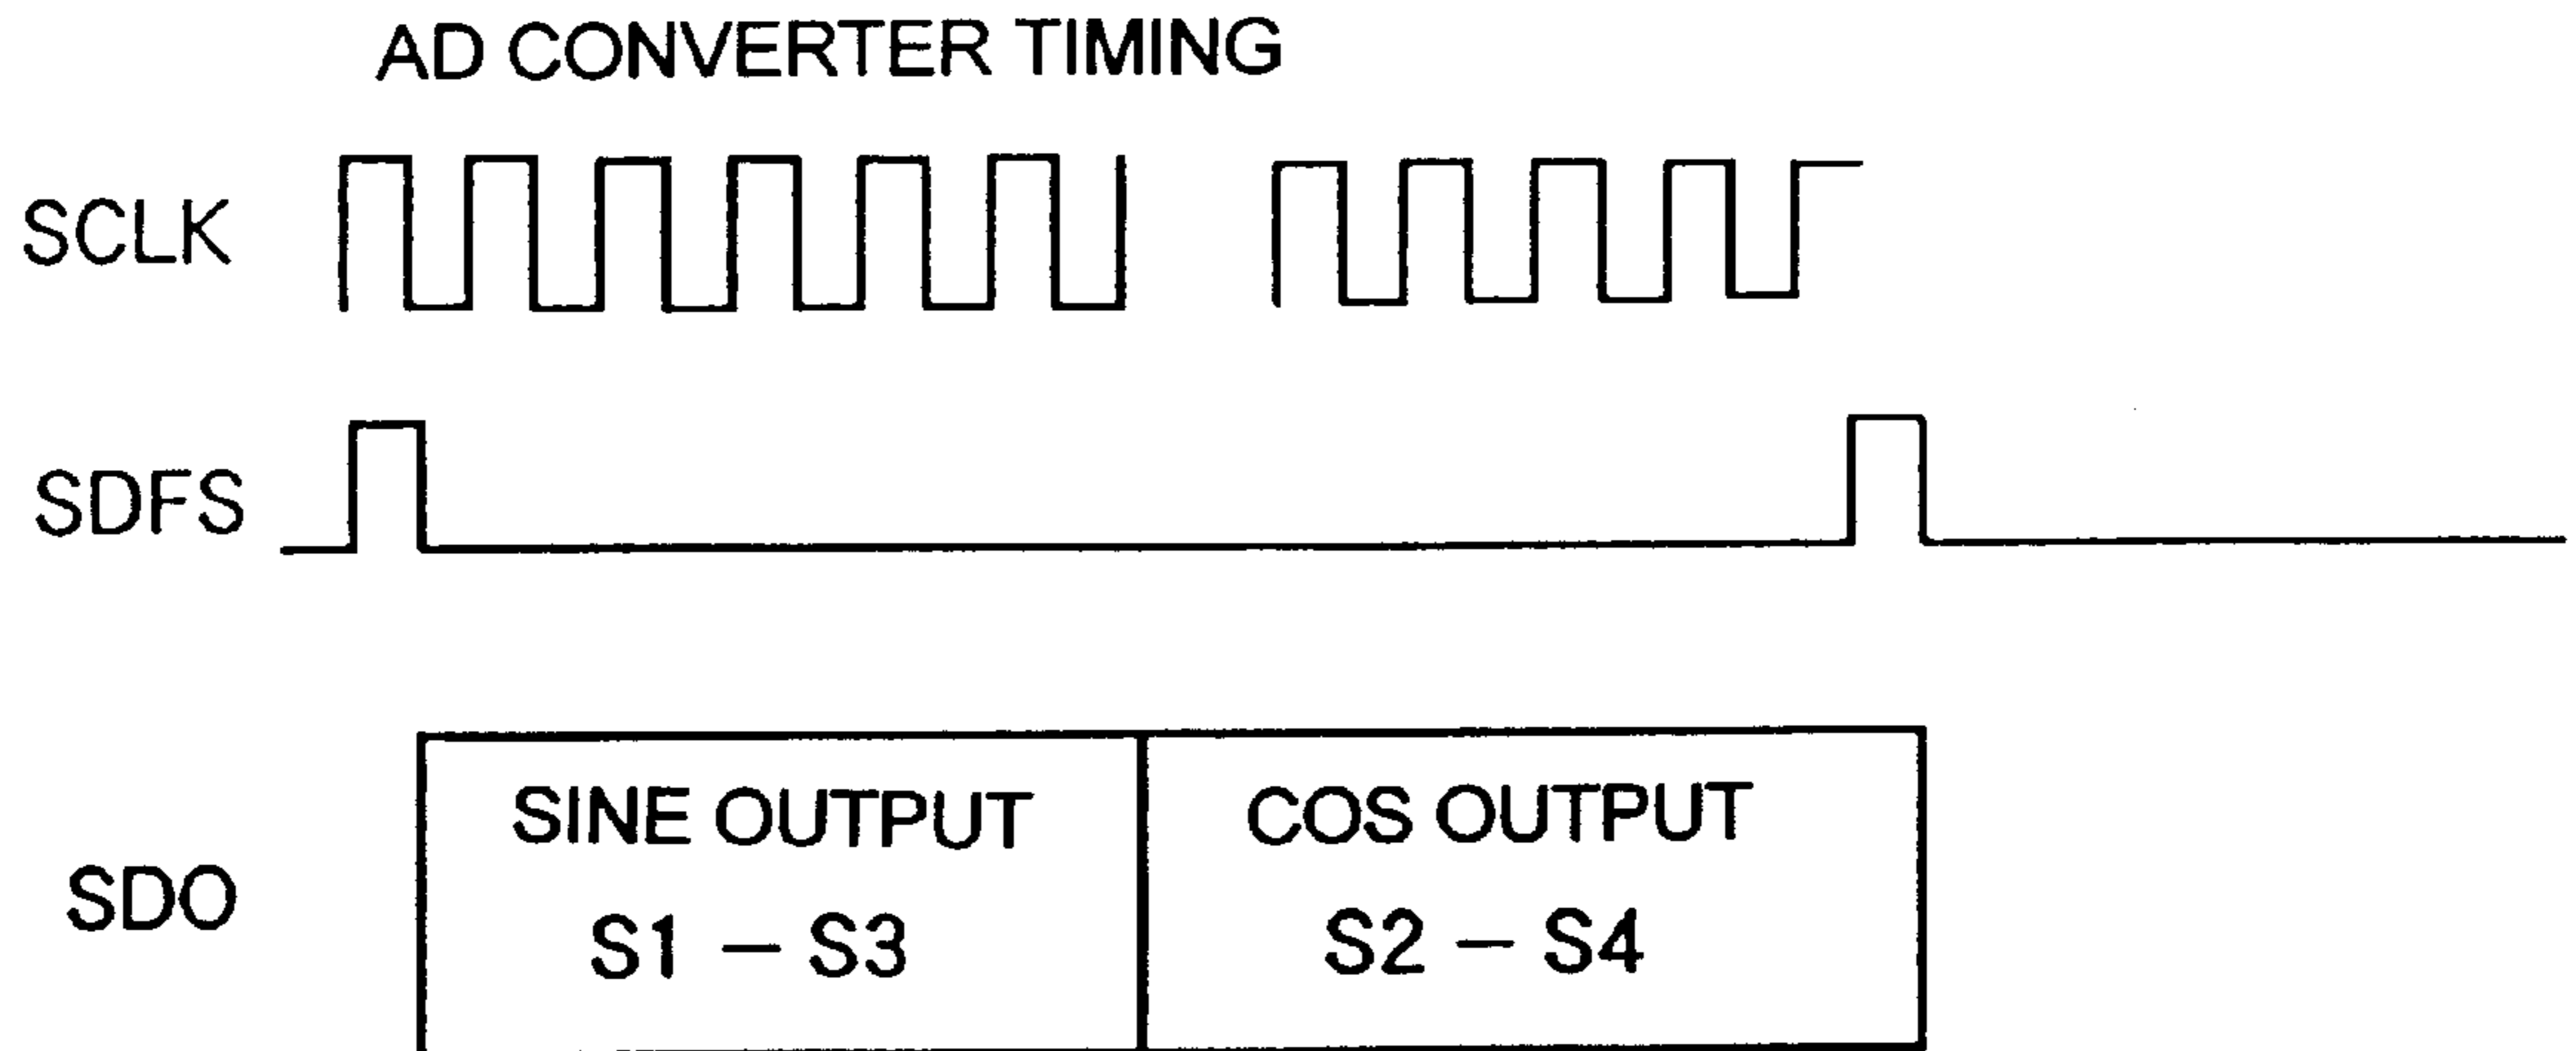 AD CONVERTER TIMING
SCLK
SDFS
SDO
SINE OUTPUT
S1 – S3
COS OUTPUT
S2 – S4